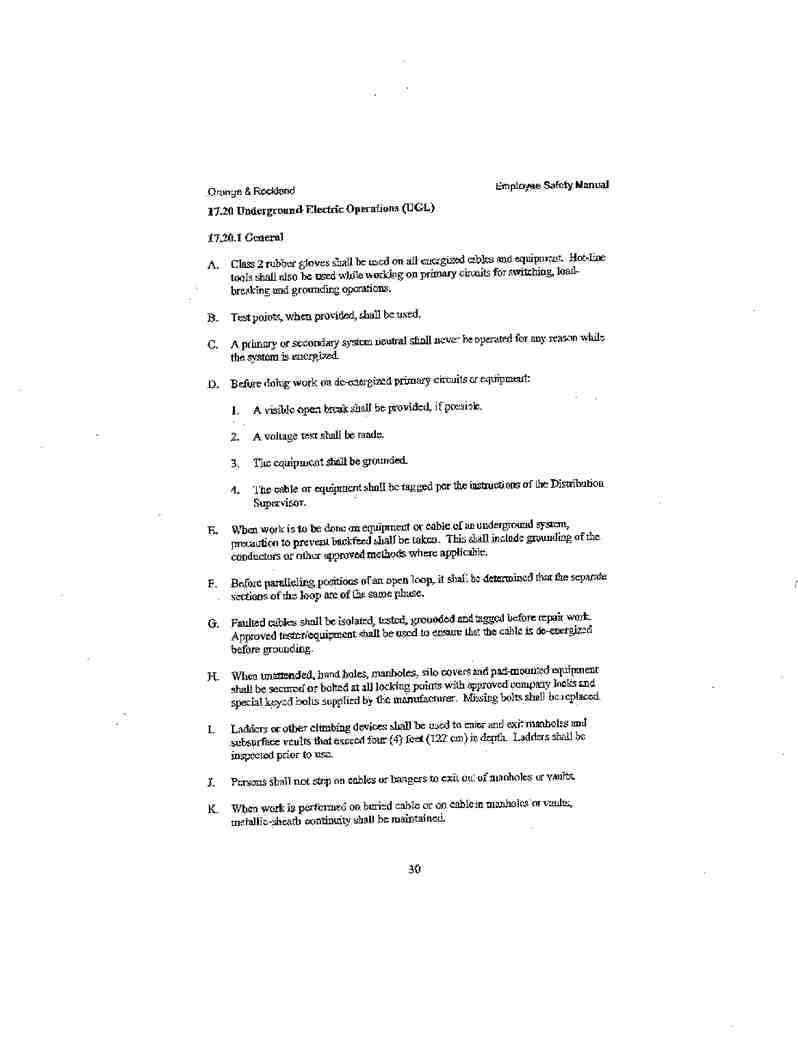 Orange & Rockland
Employee Safety Manual
17.20 Underground Electric Operations (UGL)
17.20.1 General
A. Class 2 rubber gloves shall be used on all energized cables and equipment. Hot-line
tools shall also be used while working on primary circuits for switching, load-
breaking and grounding operations.
B. Test points, when provided, shall be used.
C. A primary or secondary system neutral shall never be operated for any reason while
the system is energized.
D. Before doing work on de-energized primary circuits or equipment:
1. A visible open break shall be provided, if possible.
2. A voltage test shall be made.
3. The equipment shall be grounded.
4. The cable or equipment shall be tagged per the instructions of the Distribution
Supervisor.
E. When work is to be done on equipment or cable of an underground system,
precaution to prevent backfeed shall be taken. This shall include grounding of the
conductors or other approved methods where applicable.
F. Before paralleling positions of an open loop, it shall be determined that the separate
sections of the loop are of the same phase.
G. Faulted cables shall be isolated, tested, grounded and tagged before repair work.
Approved tester/equipment shall be used to ensure that the cable is de-energized
before grounding.
H. When unattended, hand holes, manholes, silo covers and pad-mounted equipment
shall be secured or bolted at all locking points with approved company locks and
special keyed bolts supplied by the manufacturer. Missing bolts shall be replaced.
I. Ladders or other climbing devices shall be used to enter and exit manholes and
subsurface vaults that exceed four (4) feet (122 cm) in depth. Ladders shall be
inspected prior to use.
J. Persons shall not step on cables or hangers to exit out of manholes or vaults.
K. When work is performed on buried cable or on cable in manholes or vaults,
metallic-sheath continuity shall be maintained.
30